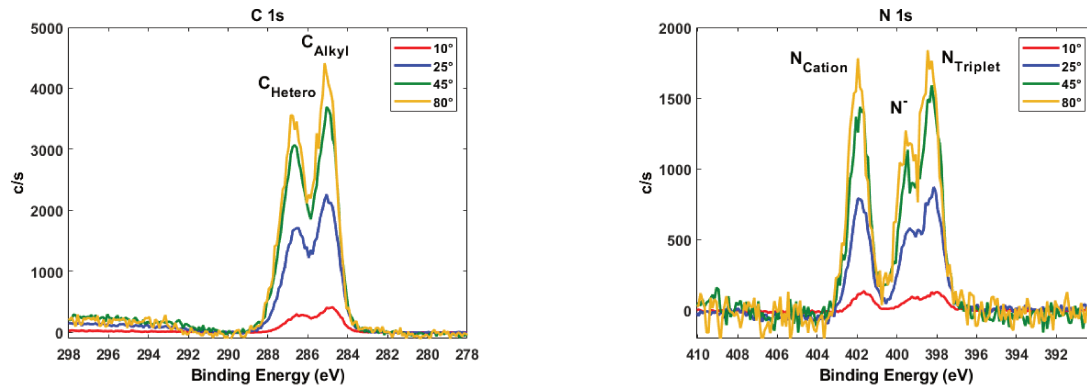 C 1s
5000
4000
3000
2000
1000
0
c/s
C_Hetero
C_Alkyl
10°
25°
45°
80°
298 296 294 292 290 288 286 284 282 280 278
Binding Energy (eV)
N 1s
2000
1500
1000
500
0
c/s
N_Cation
N^-
N_Triplet
10°
25°
45°
80°
410 408 406 404 402 400 398 396 394 392
Binding Energy (eV)